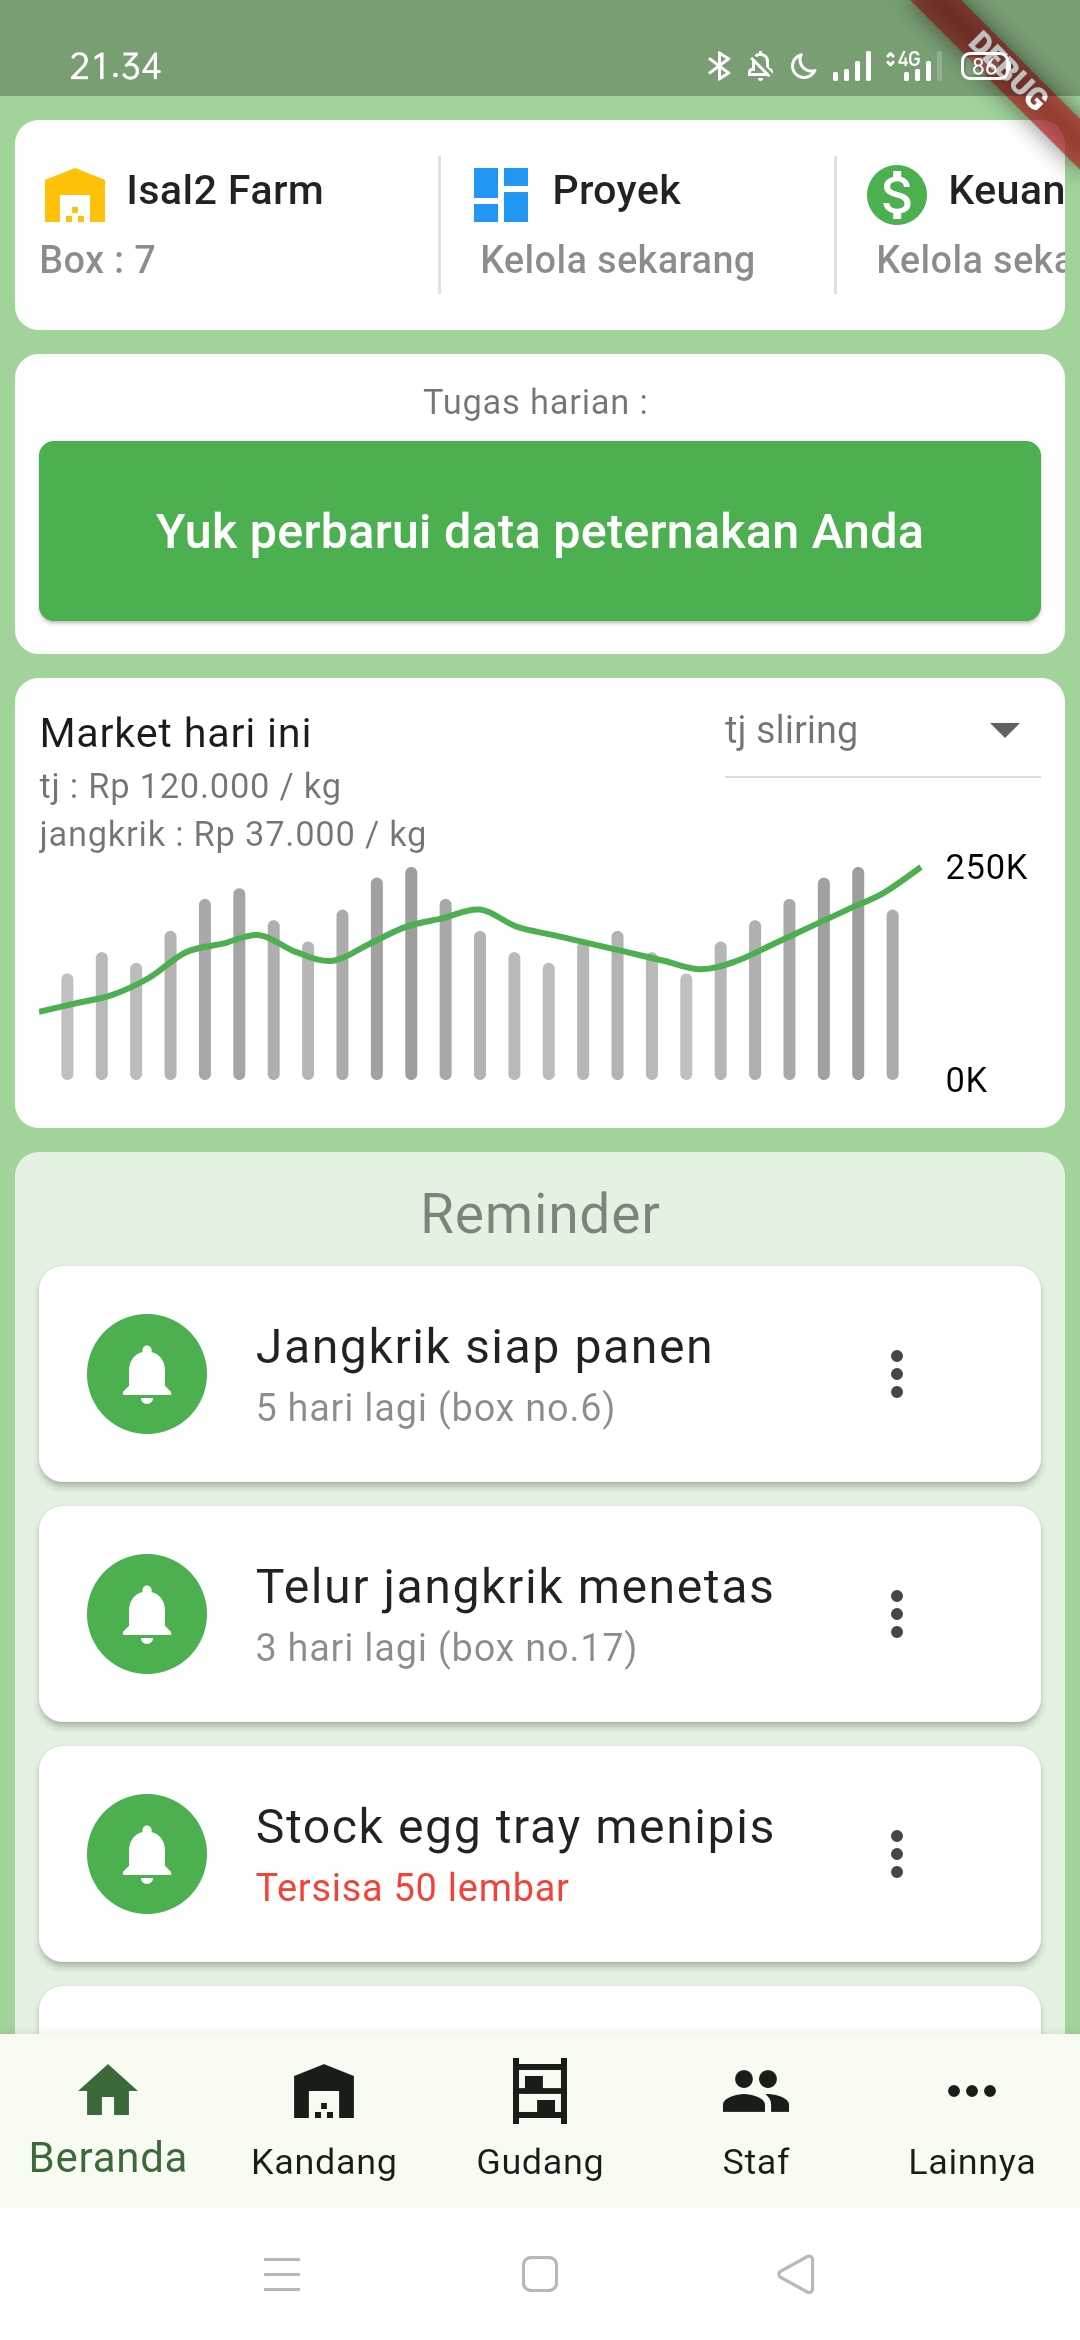 21.34
4G
86
DEBUG
Isal2 Farm
Box : 7
Proyek
Kelola sekarang
Keuan
Kelola seka
Tugas harian :
Yuk perbarui data peternakan Anda
Market hari ini
tj : Rp 120.000 / kg
jangkrik : Rp 37.000 / kg
tj sliring
250K
0K
Reminder
Jangkrik siap panen
5 hari lagi (box no.6)
Telur jangkrik menetas
3 hari lagi (box no.17)
Stock egg tray menipis
Tersisa 50 lembar
Beranda
Kandang
Gudang
Staf
Lainnya